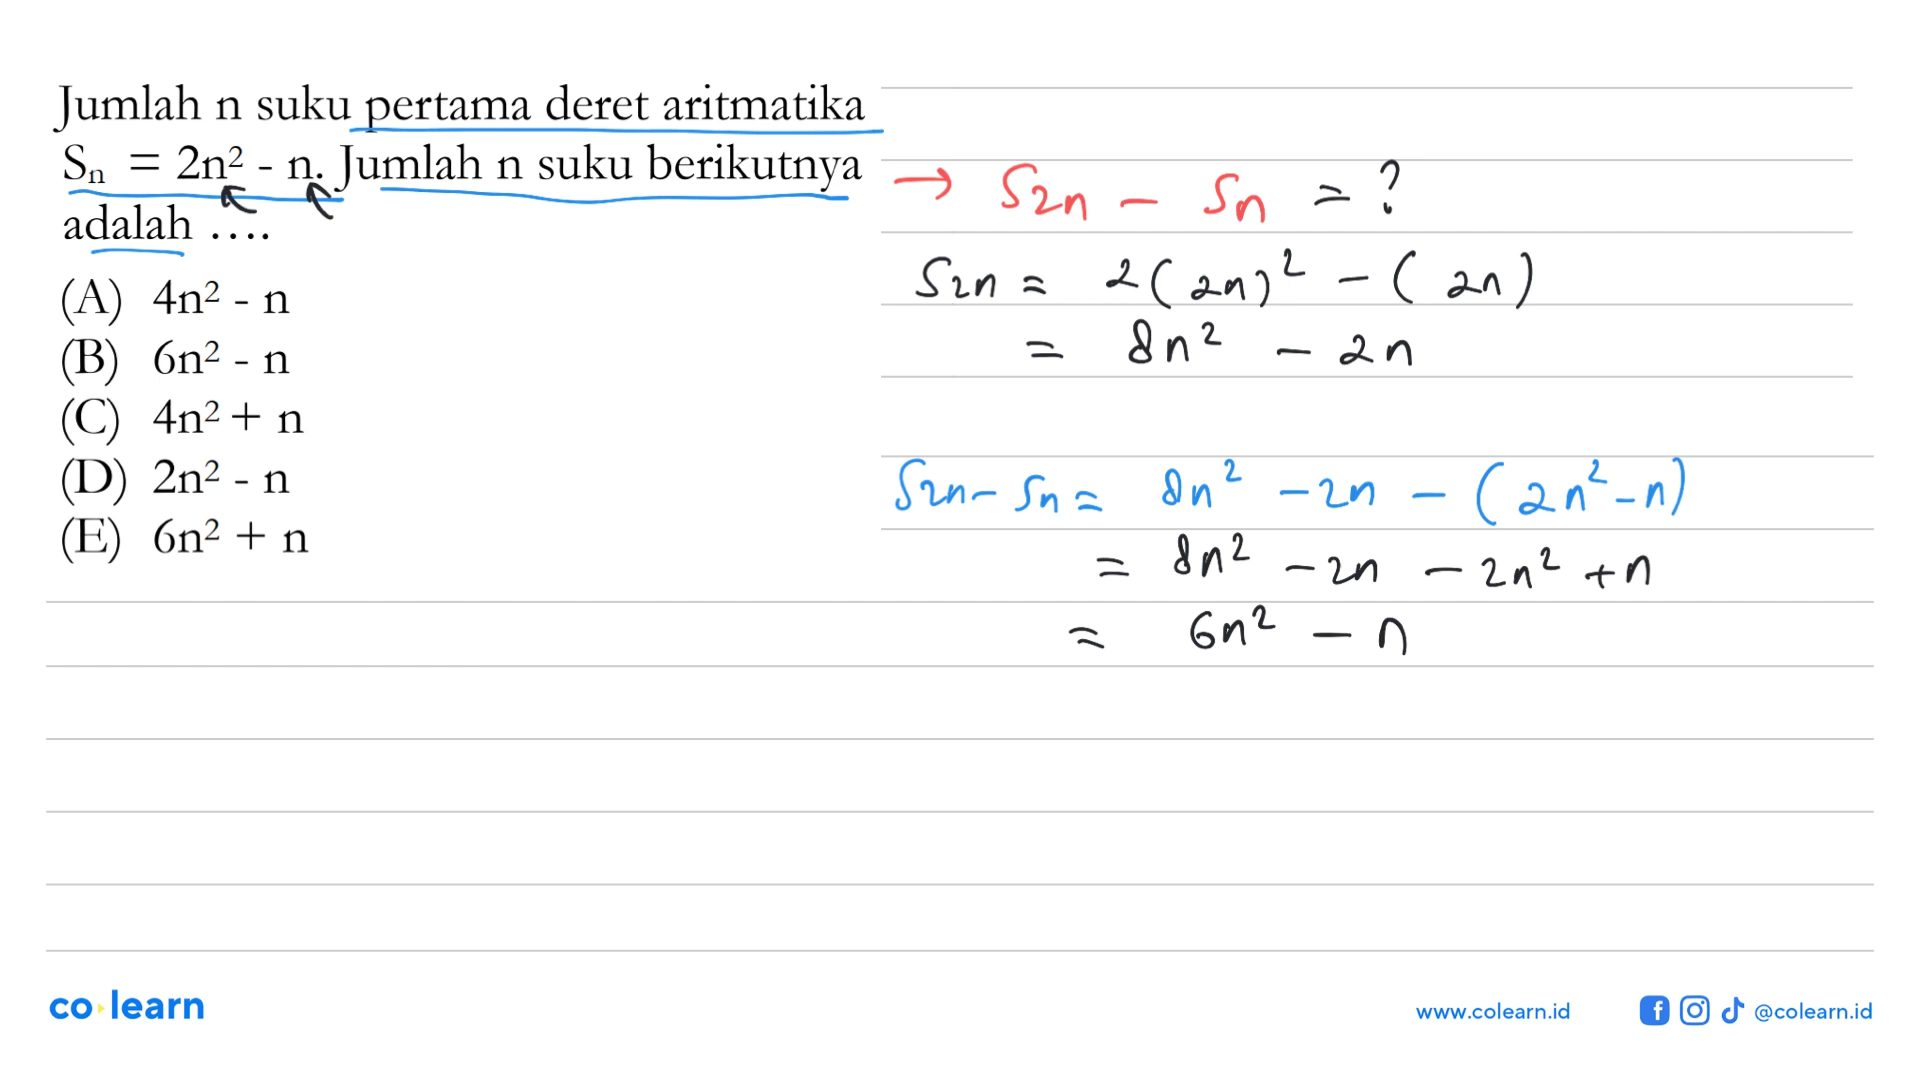 Jumlah n suku pertama deret aritmatika
Sₙ = 2n² - n. Jumlah n suku berikutnya
adalah ....
(A) 4n² - n
(B) 6n² - n
(C) 4n² + n
(D) 2n² - n
(E) 6n² + n
→ S2n - Sn = ?
S2n = 2(2n)² - (2n)
= 8n² - 2n
S2n - Sn = 8n² - 2n - (2n² - n)
= 8n² - 2n - 2n² + n
= 6n² - n
co learn
www.colearn.id
@colearn.id